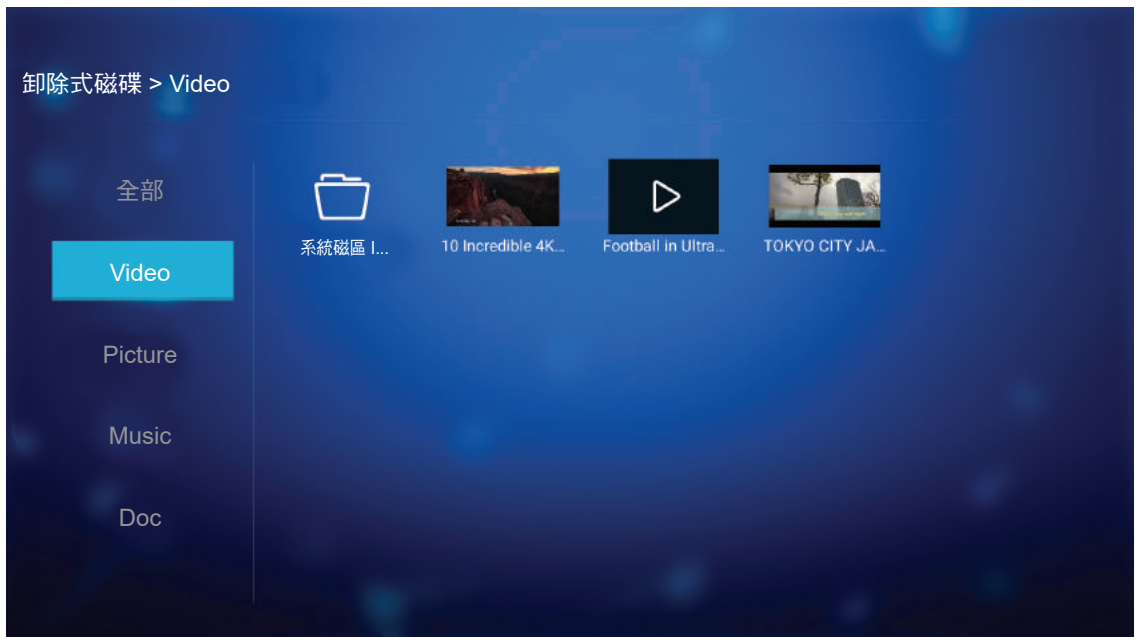 卸除式磁碟 > Video
全部
Video
Picture
Music
Doc
系統磁區 I...
10 Incredible 4K...
Football in Ultra...
TOKYO CITY JA...